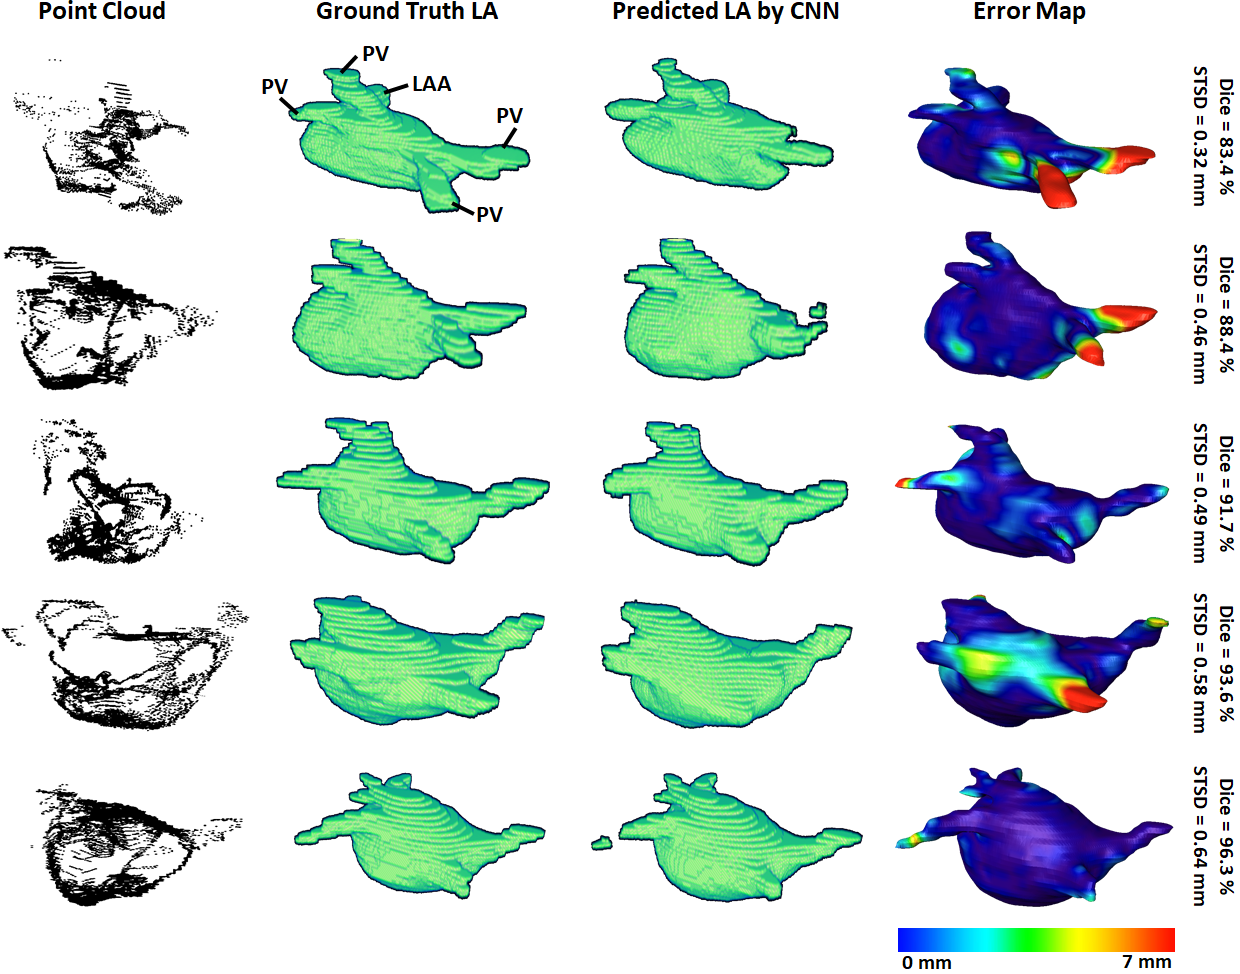 Point Cloud
Ground Truth LA
Predicted LA by CNN
Error Map
PV
PV
LAA
PV
PV
Dice = 83.4 %
STSD = 0.32 mm
Dice = 88.4 %
STSD = 0.46 mm
Dice = 91.7 %
STSD = 0.49 mm
Dice = 93.6 %
STSD = 0.58 mm
Dice = 96.3 %
STSD = 0.64 mm
0 mm
7 mm